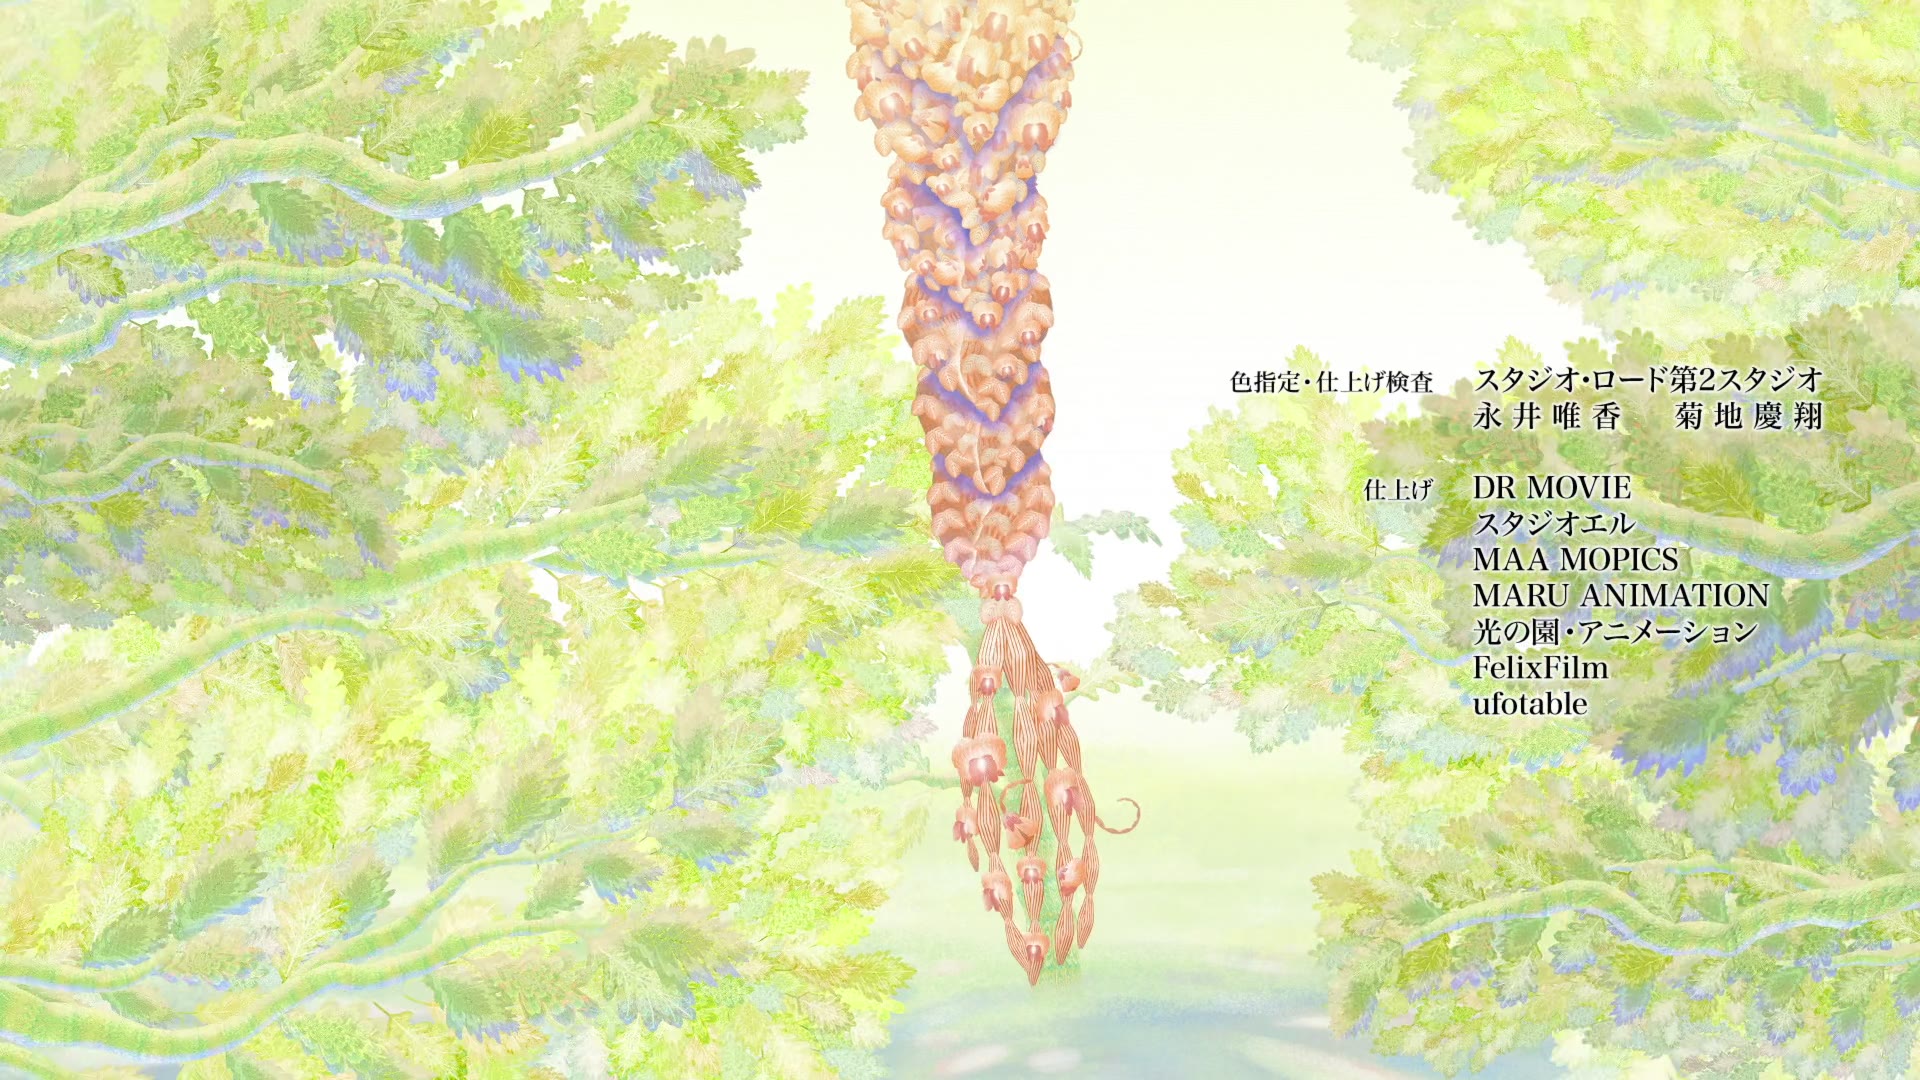 色指定・仕上げ検査 スタジオ・ロード第2スタジオ
永井唯香 菊地慶翔
仕上げ DR MOVIE
スタジオエル
MAA MOPICS
MARU ANIMATION
光の園・アニメーション
FelixFilm
ufotable